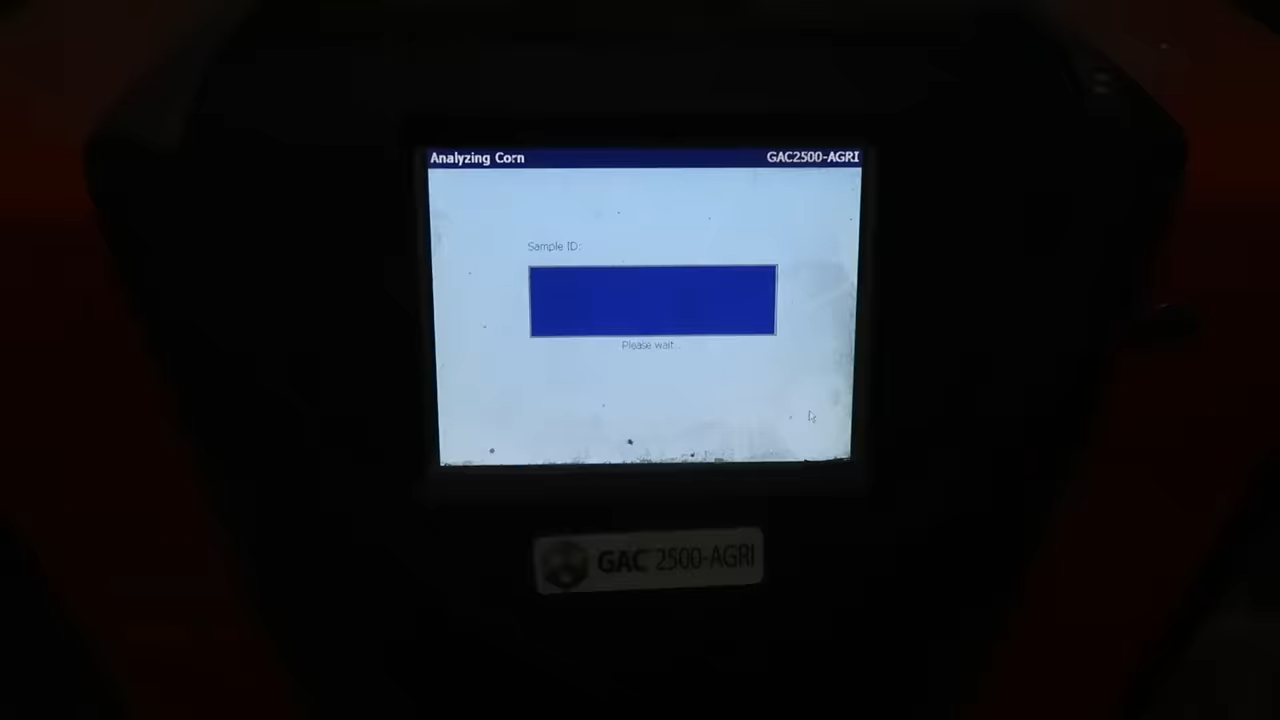 Analyzing Corn GAC2500-AGRI
Sample ID:
Please wait..
GAC 2500-AGRI